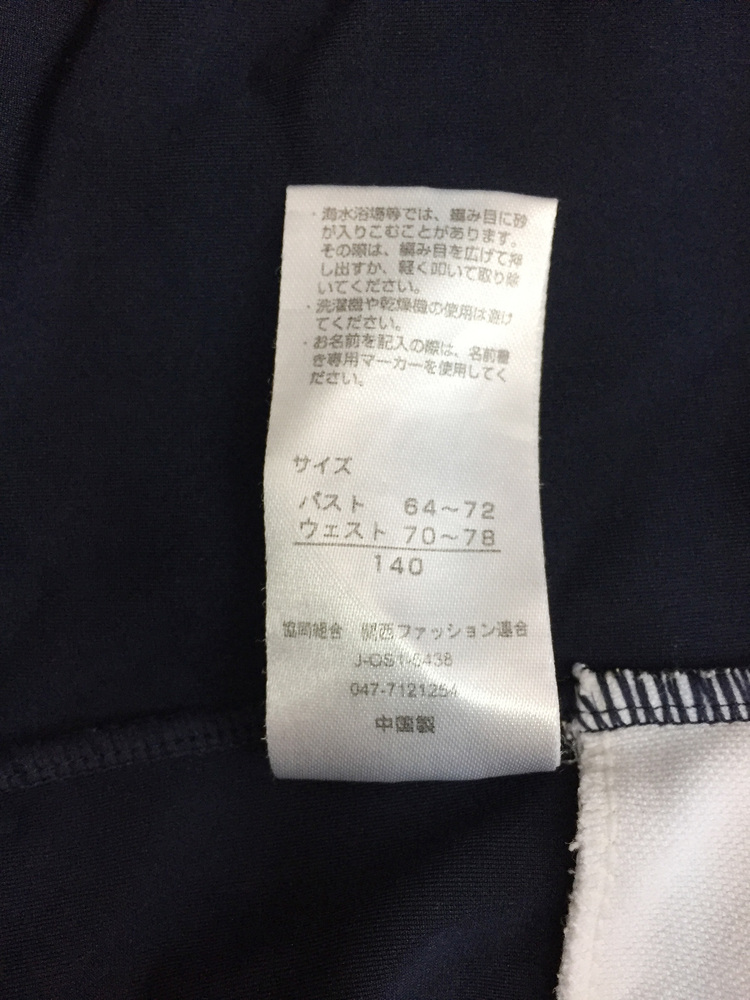 ・海水浴場等では、編み目に砂
が入りこむことがあります。
その際は、編み目を広げて押
し出すか、軽く叩いて取り除
いてください。
・洗濯機や乾燥機の使用は避け
てください。
・お名前を記入の際は、名前書
き専用マーカーを使用してく
ださい。
サイズ
バスト 64～72
ウェスト 70～78
140
協同組合 関西ファッション連合
J-OS1-8438
047-7121254
中国製